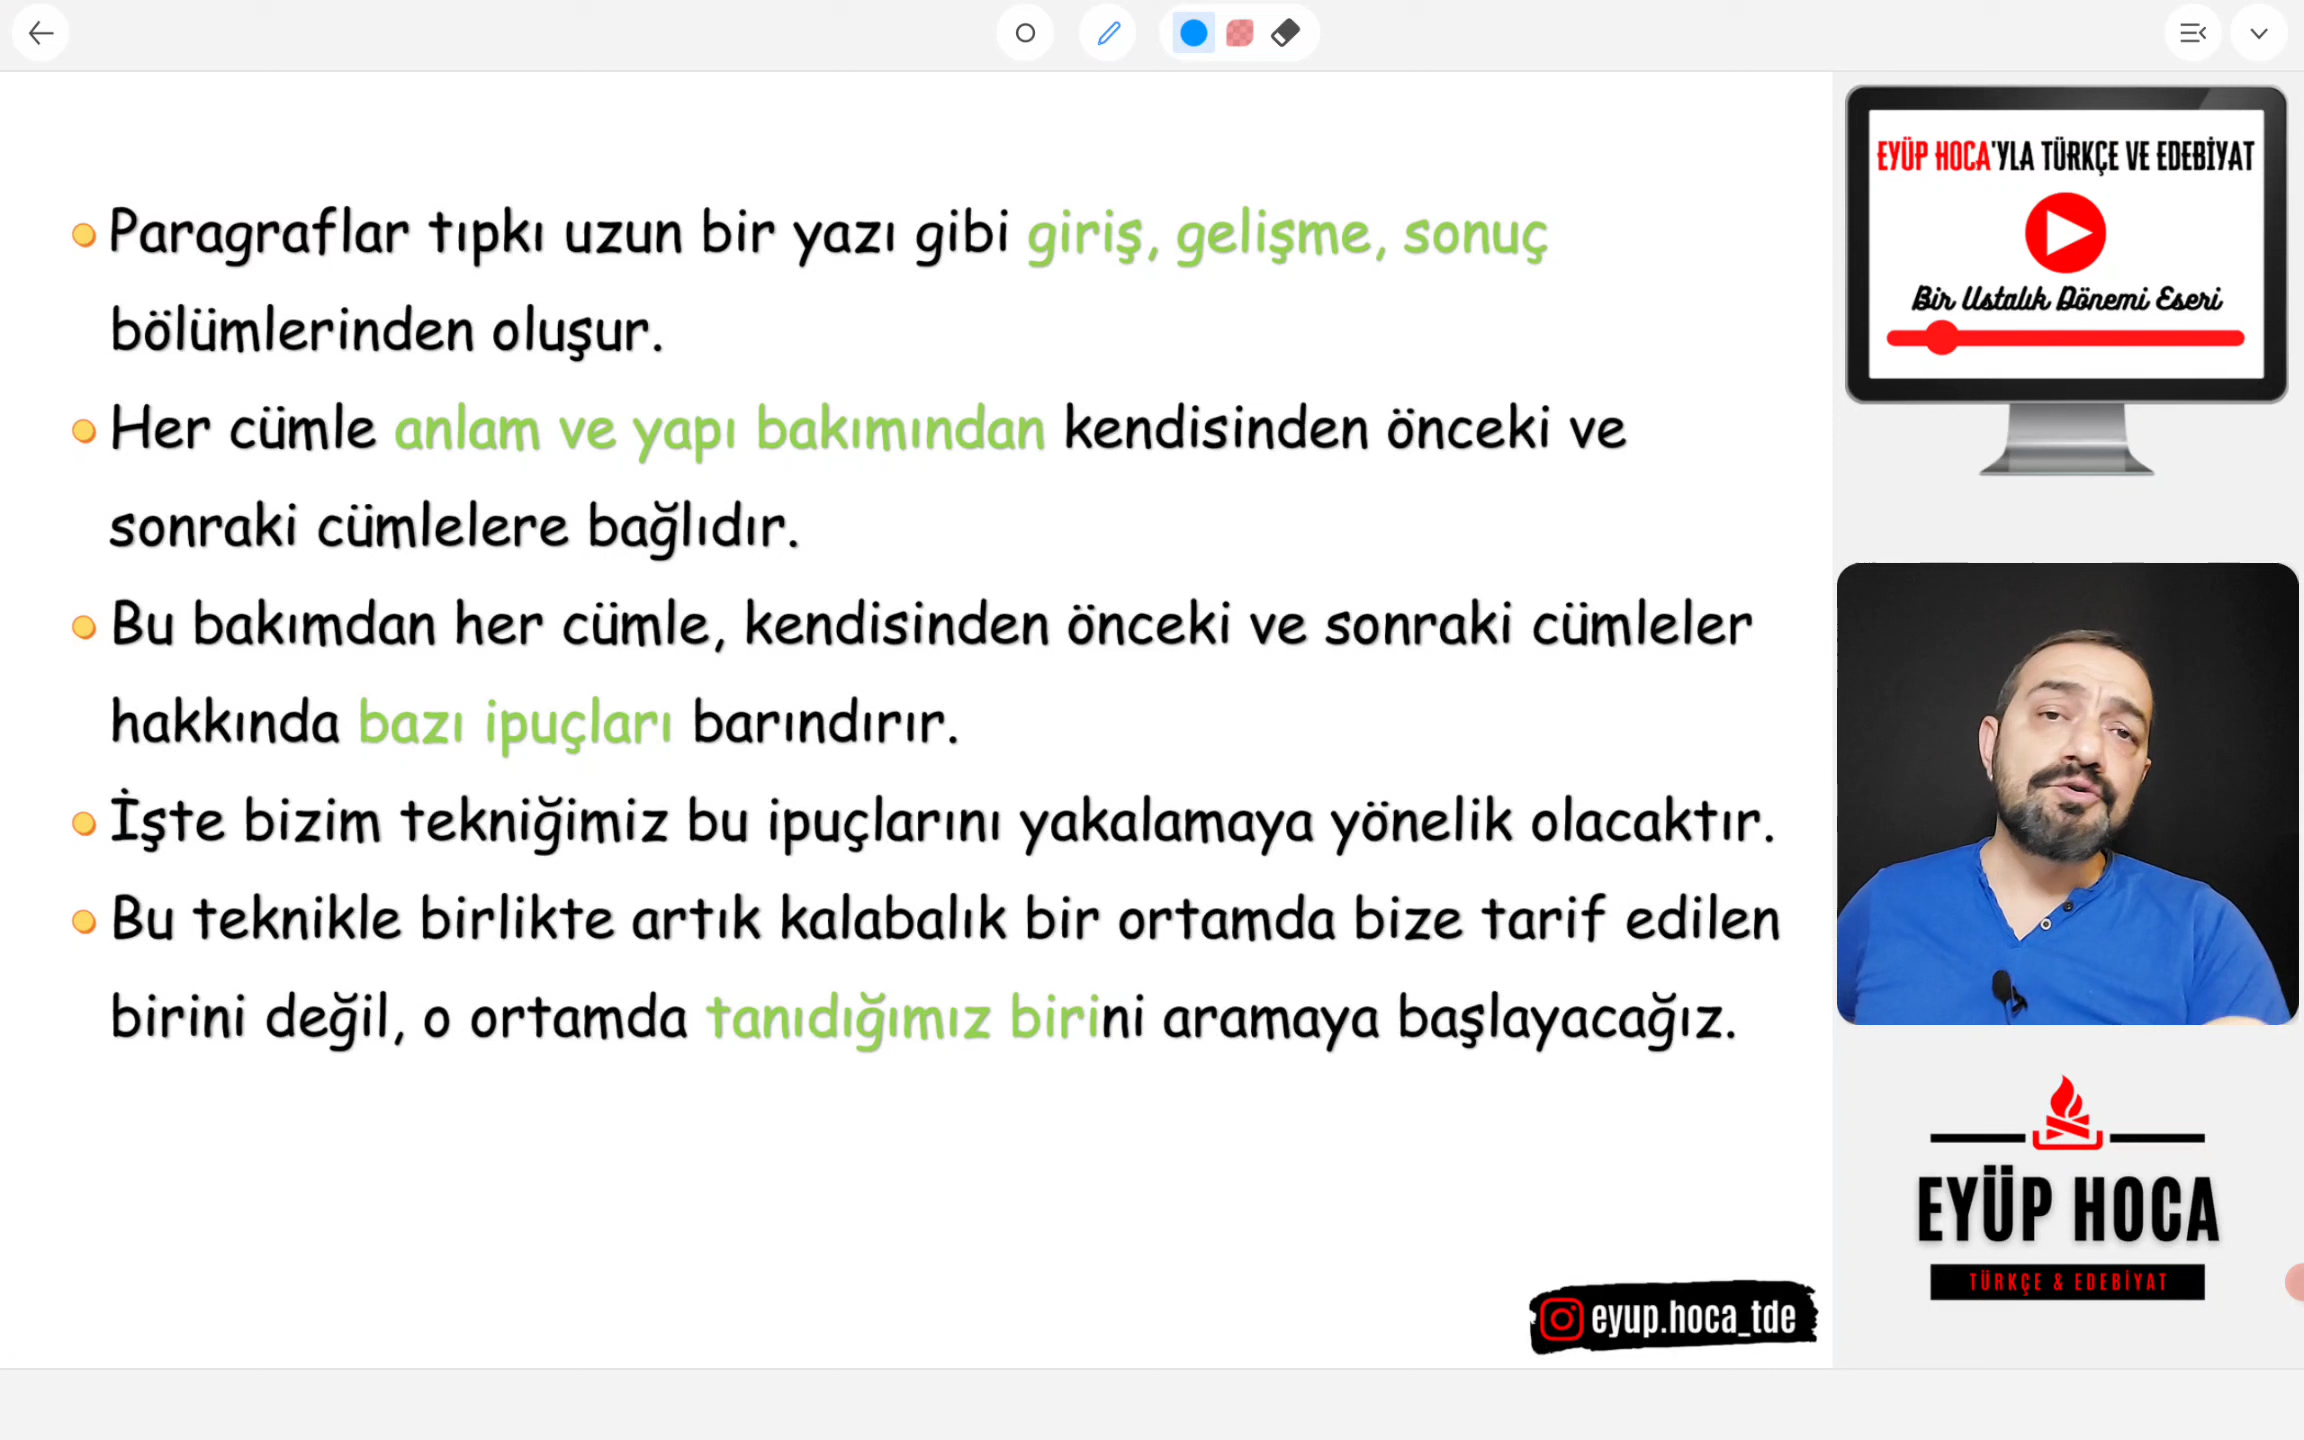 Paragraflar tıpkı uzun bir yazı gibi giriş, gelişme, sonuç
bölümlerinden oluşur.
Her cümle anlam ve yapı bakımından kendisinden önceki ve
sonraki cümlelere bağlıdır.
Bu bakımdan her cümle, kendisinden önceki ve sonraki cümleler
hakkında bazı ipuçları barındırır.
İşte bizim tekniğimiz bu ipuçlarını yakalamaya yönelik olacaktır.
Bu teknikle birlikte artık kalabalık bir ortamda bize tarif edilen
birini değil, o ortamda tanıdığımız birini aramaya başlayacağız.
eyup.hoca_tde
EYÜP HOCA'YLA TÜRKÇE VE EDEBİYAT
Bir Ustalık Dönemi Eseri
EYÜP HOCA
TÜRKÇE & EDEBİYAT